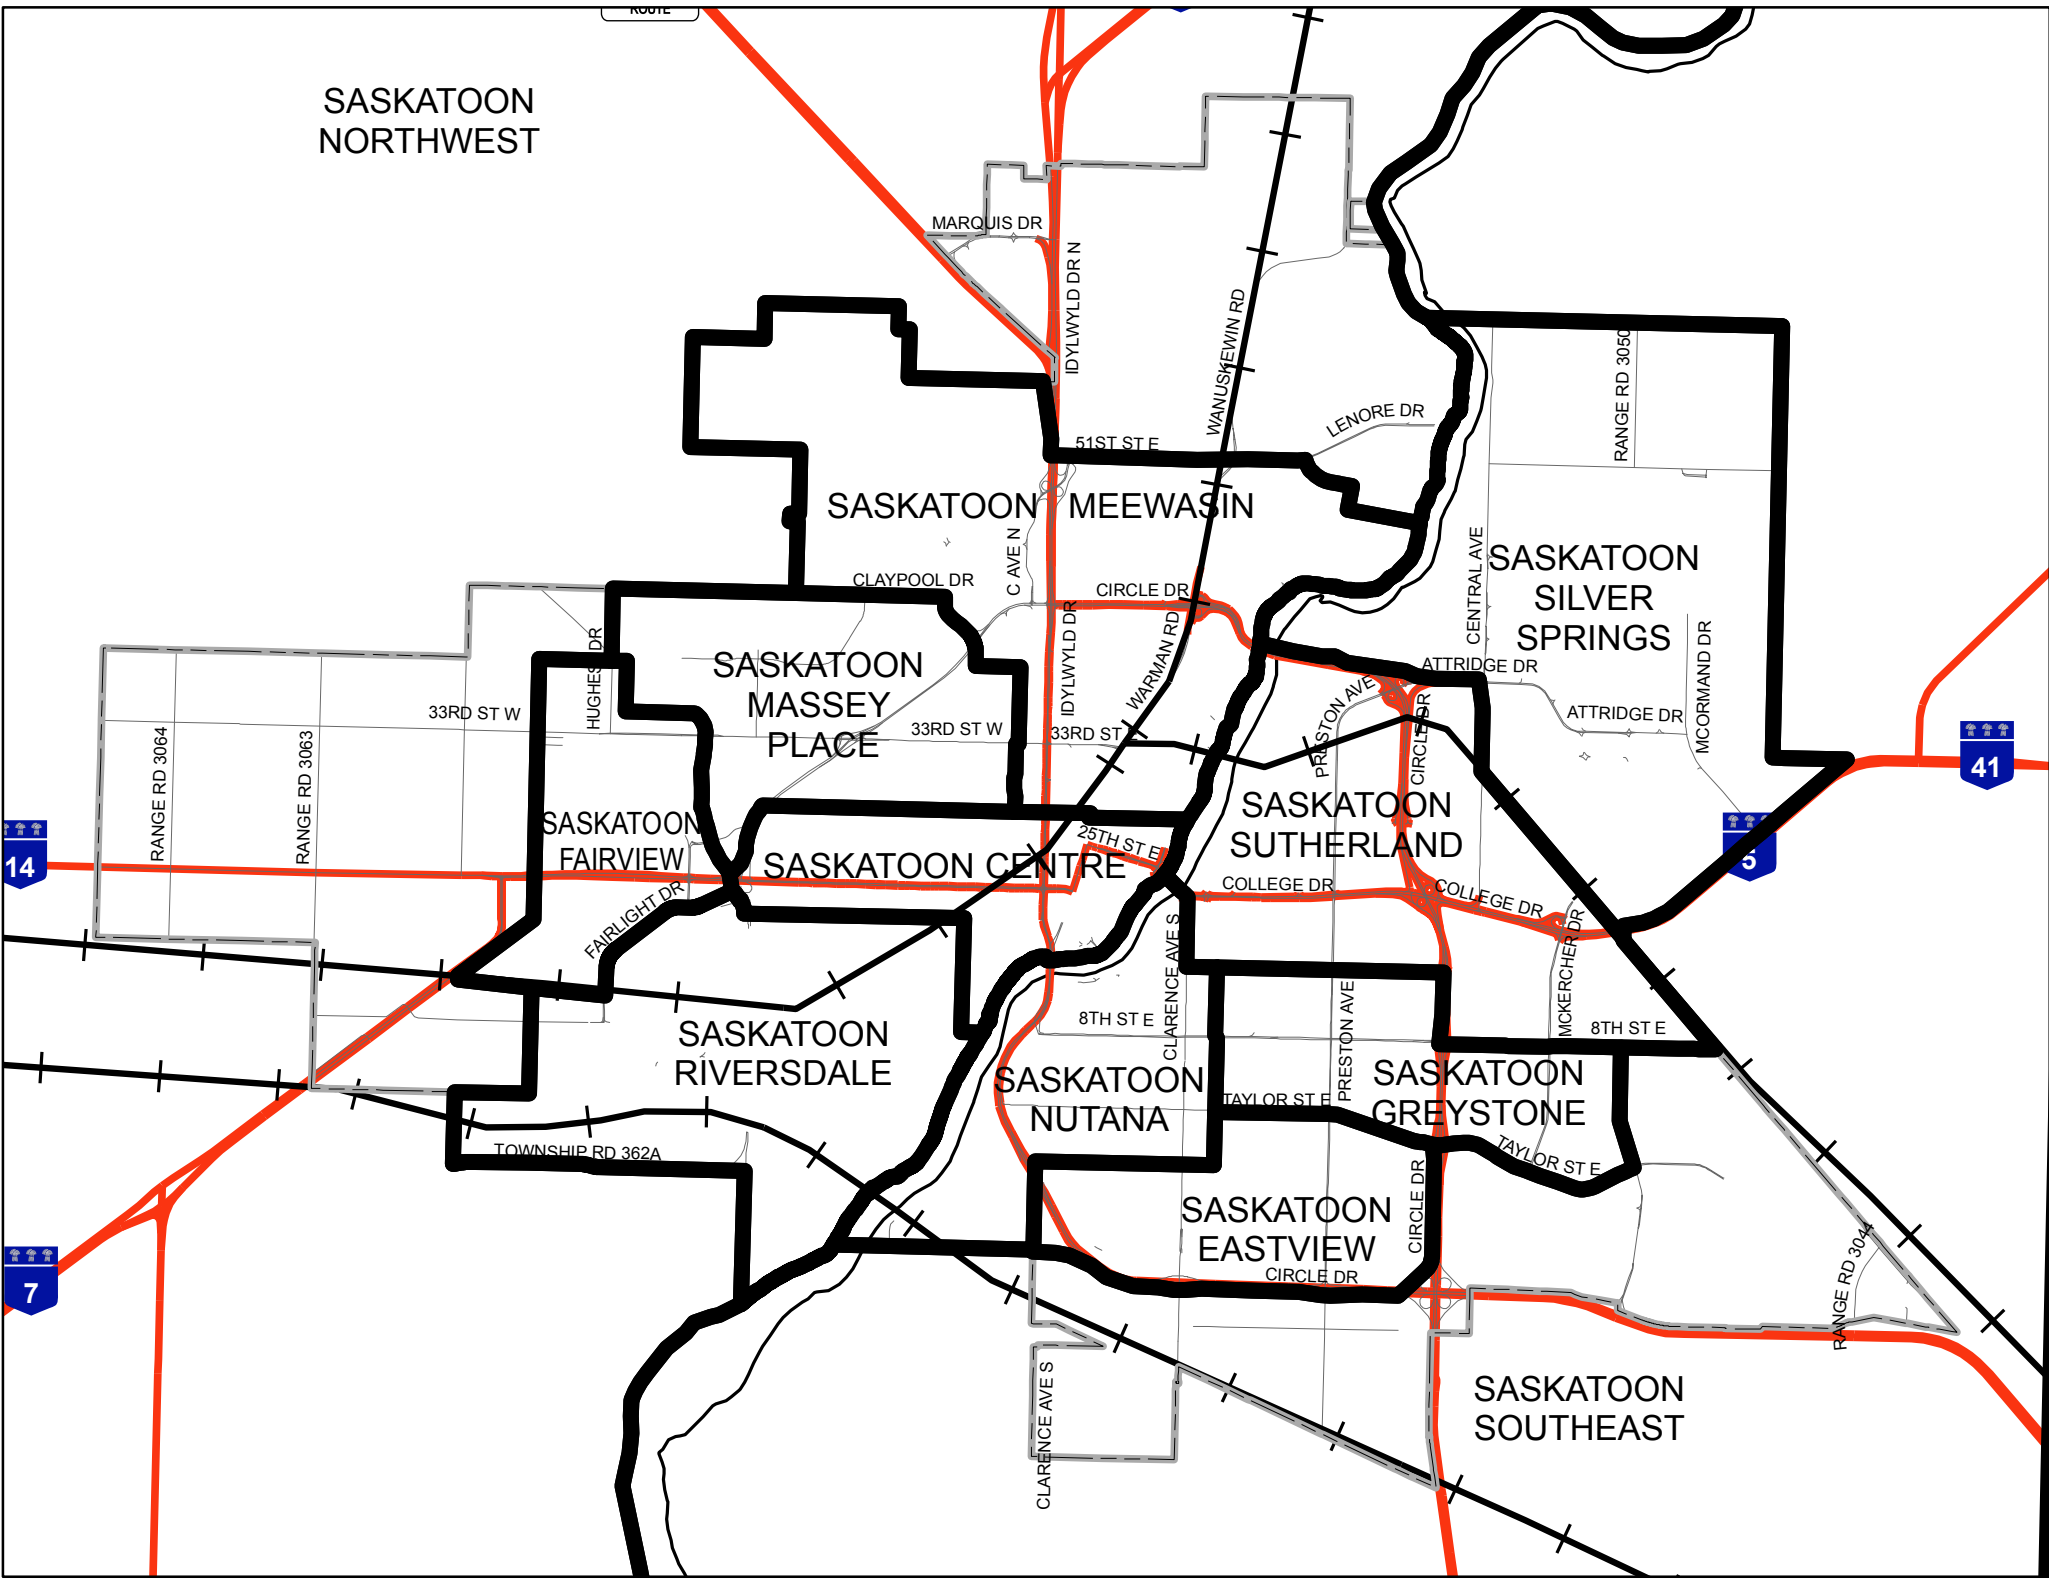 ROUTE
SASKATOON
NORTHWEST
MARQUIS DR
IDYLWYLD DR N
WANUSKEWIN RD
RANGE RD 3050
LENORE DR
51ST ST E
SASKATOON MEEWASIN
C AVE N
CENTRAL AVE
SASKATOON
SILVER
SPRINGS
CLAYPOOL DR
CIRCLE DR
IDYLWYLD DR
WARMAN RD
HUGHES DR
MCORMAND DR
SASKATOON
MASSEY
PLACE
ATTRIDGE DR
PRESTON AVE
CIRCLE DR
ATTRIDGE DR
33RD ST W
33RD ST W
33RD ST
RANGE RD 3064
RANGE RD 3063
41
SASKATOON
FAIRVIEW
SASKATOON
SUTHERLAND
25TH ST E
SASKATOON CENTRE
14
5
COLLEGE DR
COLLEGE DR
FAIRLIGHT DR
CLARENCE AVE S
MCKERCHER DR
PRESTON AVE
8TH ST E
8TH ST E
SASKATOON
RIVERSDALE
SASKATOON
NUTANA
SASKATOON
GREYSTONE
TAYLOR ST E
TAYLOR ST E
TOWNSHIP RD 362A
CIRCLE DR
SASKATOON
EASTVIEW
CIRCLE DR
RANGE RD 3044
7
CLARENCE AVE S
SASKATOON
SOUTHEAST